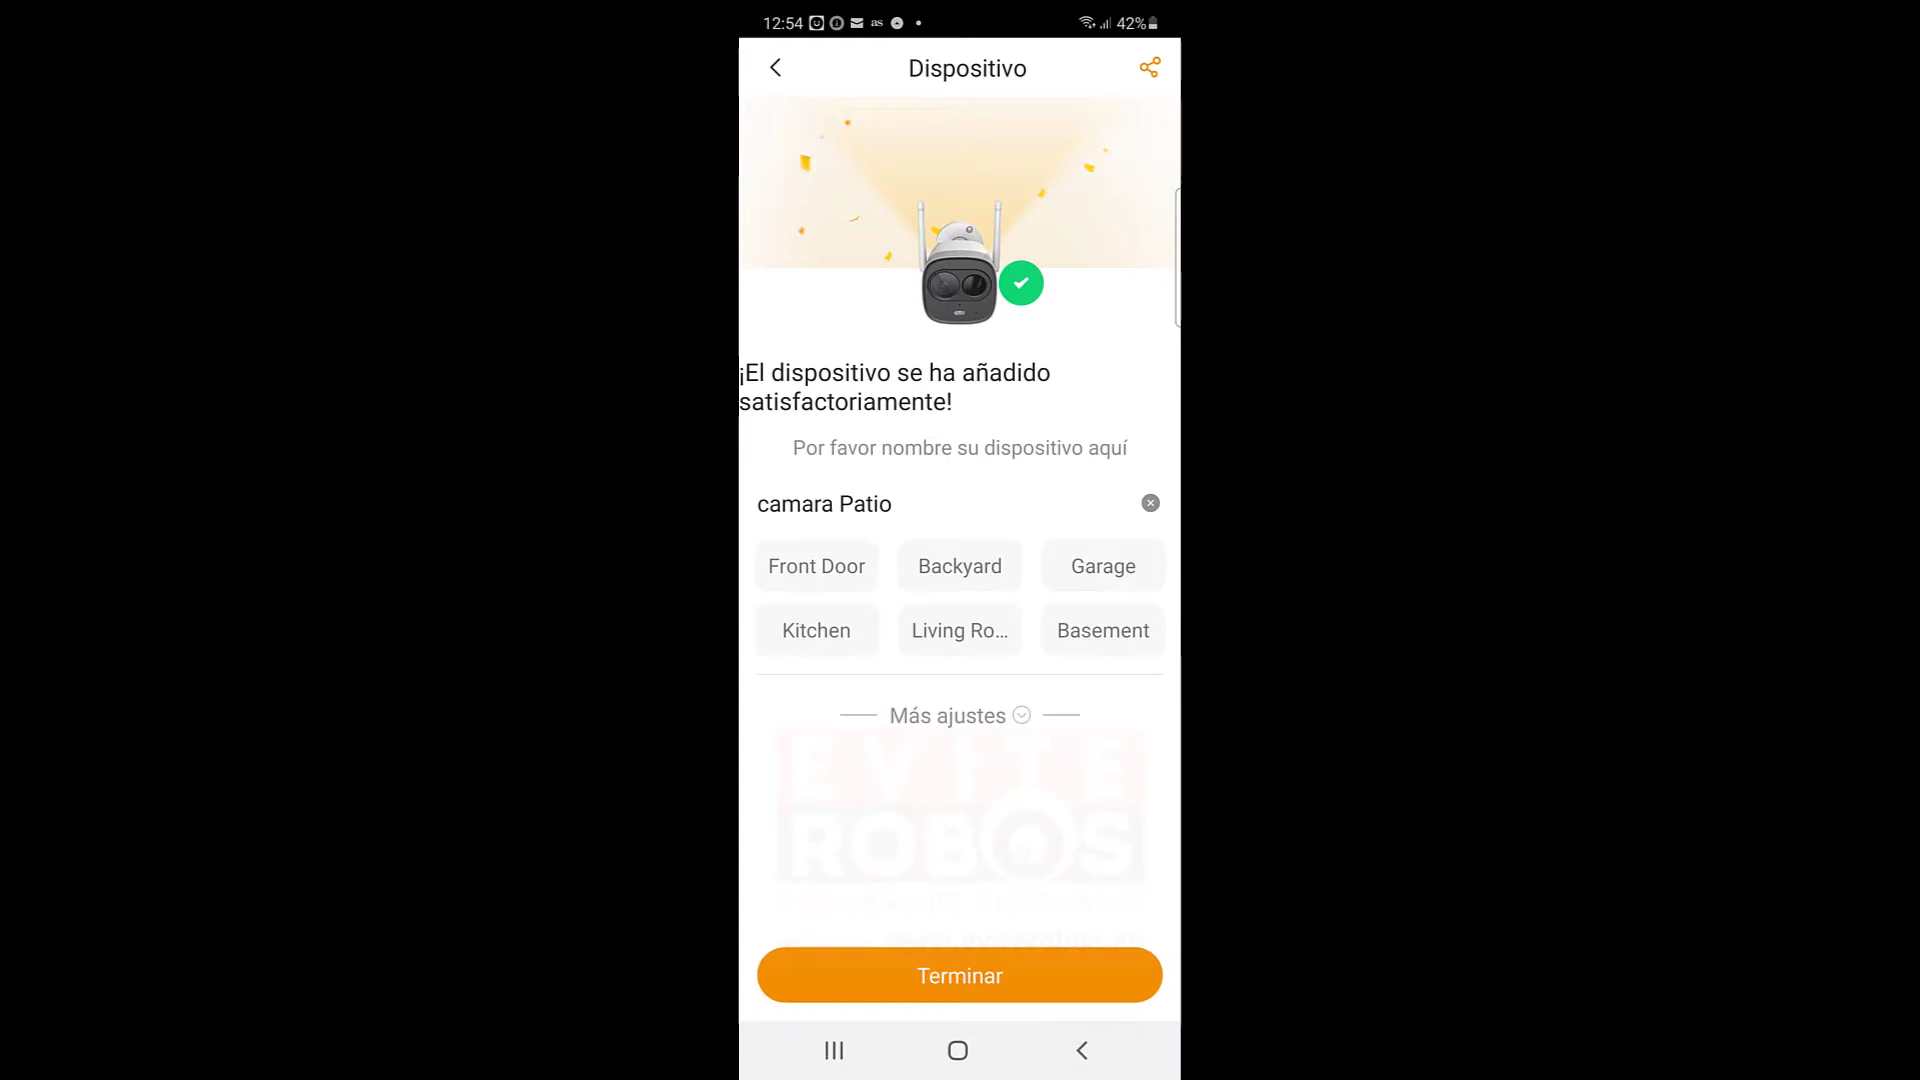 12:54
as
42%
Dispositivo
¡El dispositivo se ha añadido
satisfactoriamente!
Por favor nombre su dispositivo aquí
camara Patio
Front Door
Backyard
Garage
Kitchen
Living Ro...
Basement
Más ajustes
EVITE
ROBOS
Terminar